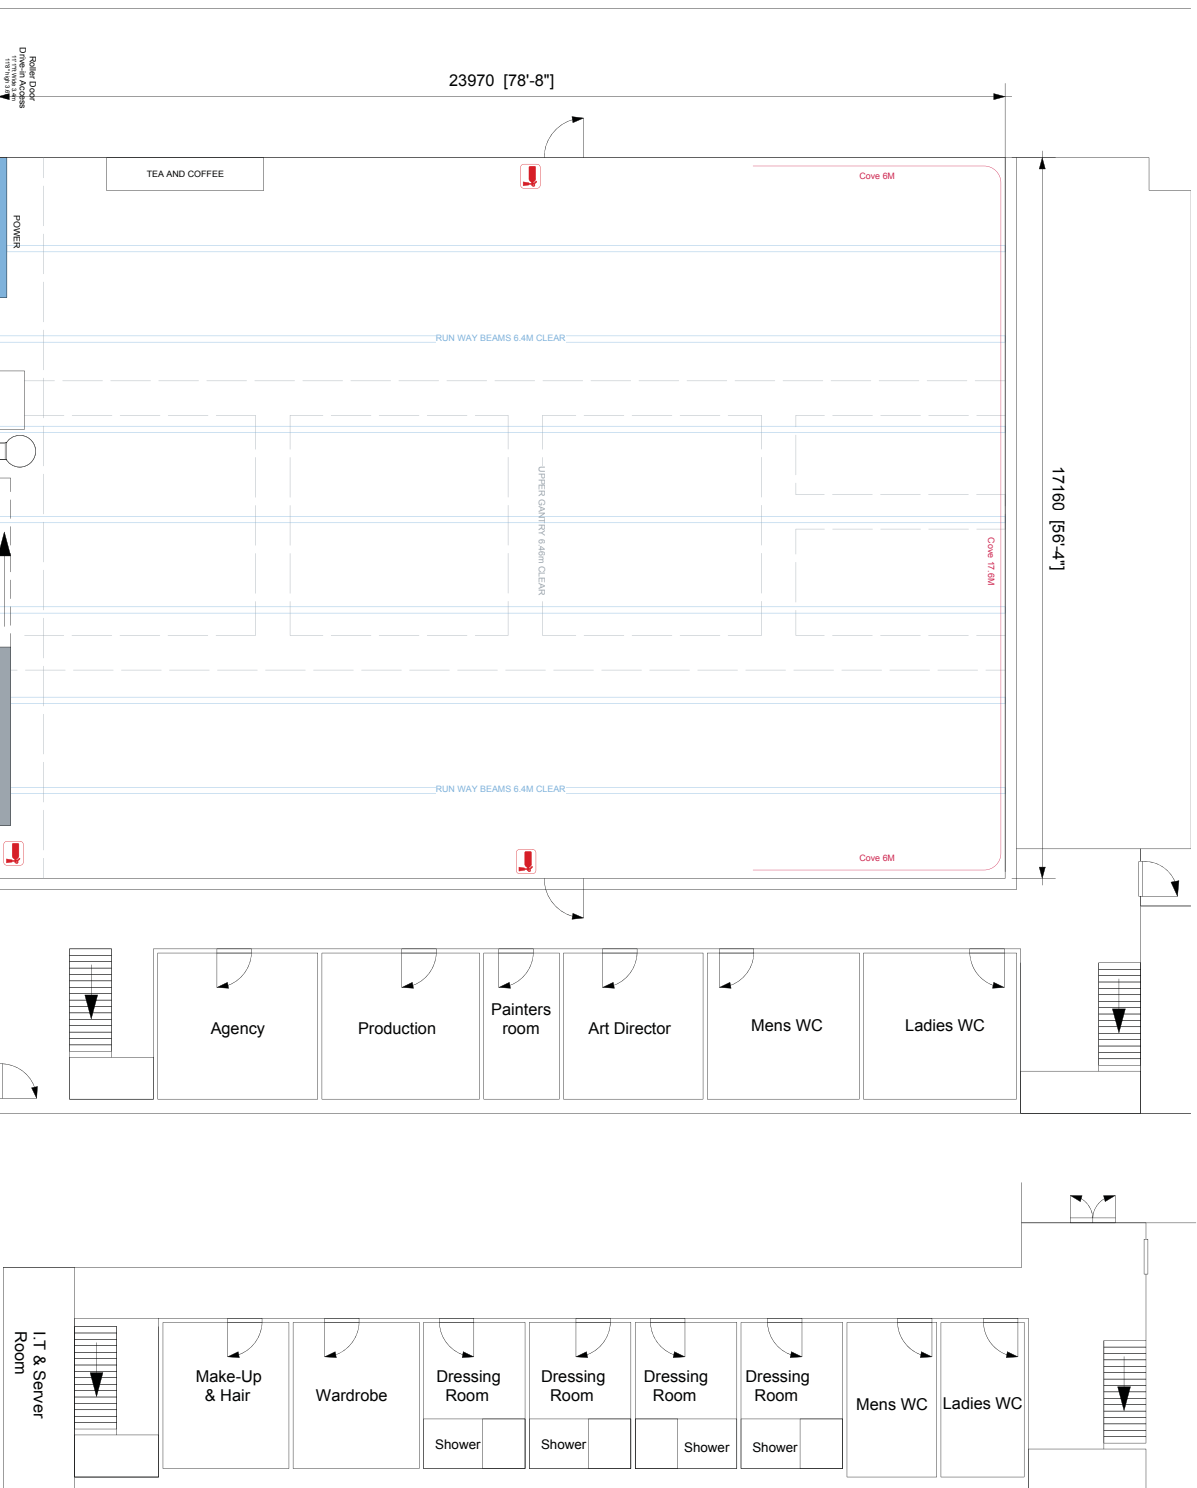 Roller Door
Drive-in Access
23970 [78'-8"]
TEA AND COFFEE
Cove 6M
POWER
RUN WAY BEAMS 6.4M CLEAR
UPPER GANTRY 6.46m CLEAR
17160 [56'-4"]
Cove 17.6M
RUN WAY BEAMS 6.4M CLEAR
Cove 6M
Agency
Production
Painters
room
Art Director
Mens WC
Ladies WC
I.T & Server
Room
Make-Up
& Hair
Wardrobe
Dressing
Room
Shower
Dressing
Room
Shower
Dressing
Room
Shower
Dressing
Room
Shower
Mens WC
Ladies WC